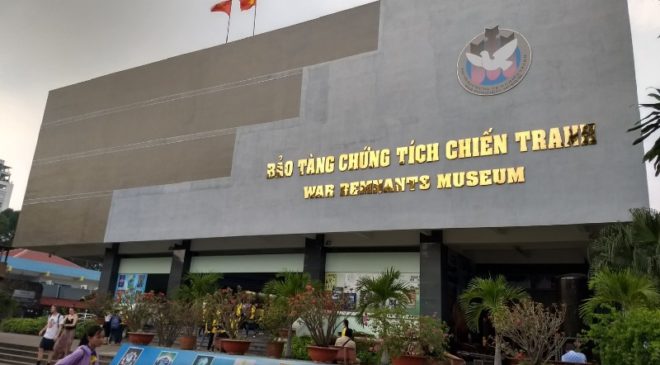 BẢO TÀNG CHỨNG TÍCH CHIẾN TRANH
WAR REMNANTS MUSEUM